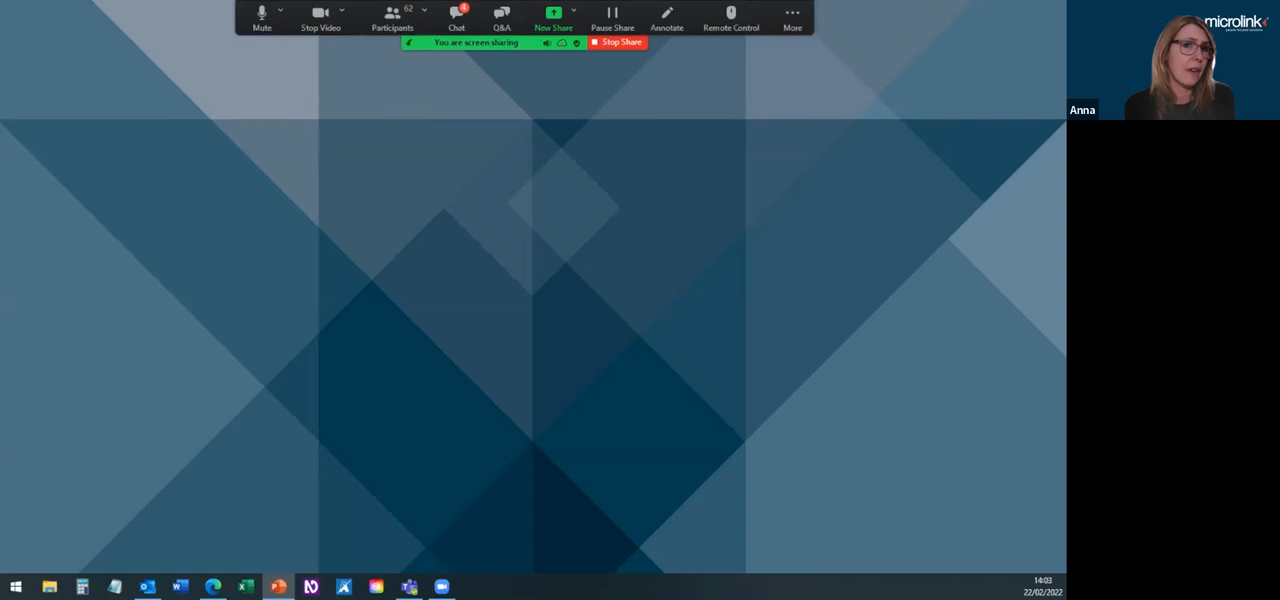 62
4
Mute
Stop Video
Participants
Chat
Q&A
New Share
Pause Share
Annotate
Remote Control
More
You are screen sharing
Stop Share
microlink
Anna
14:03
22/02/2022